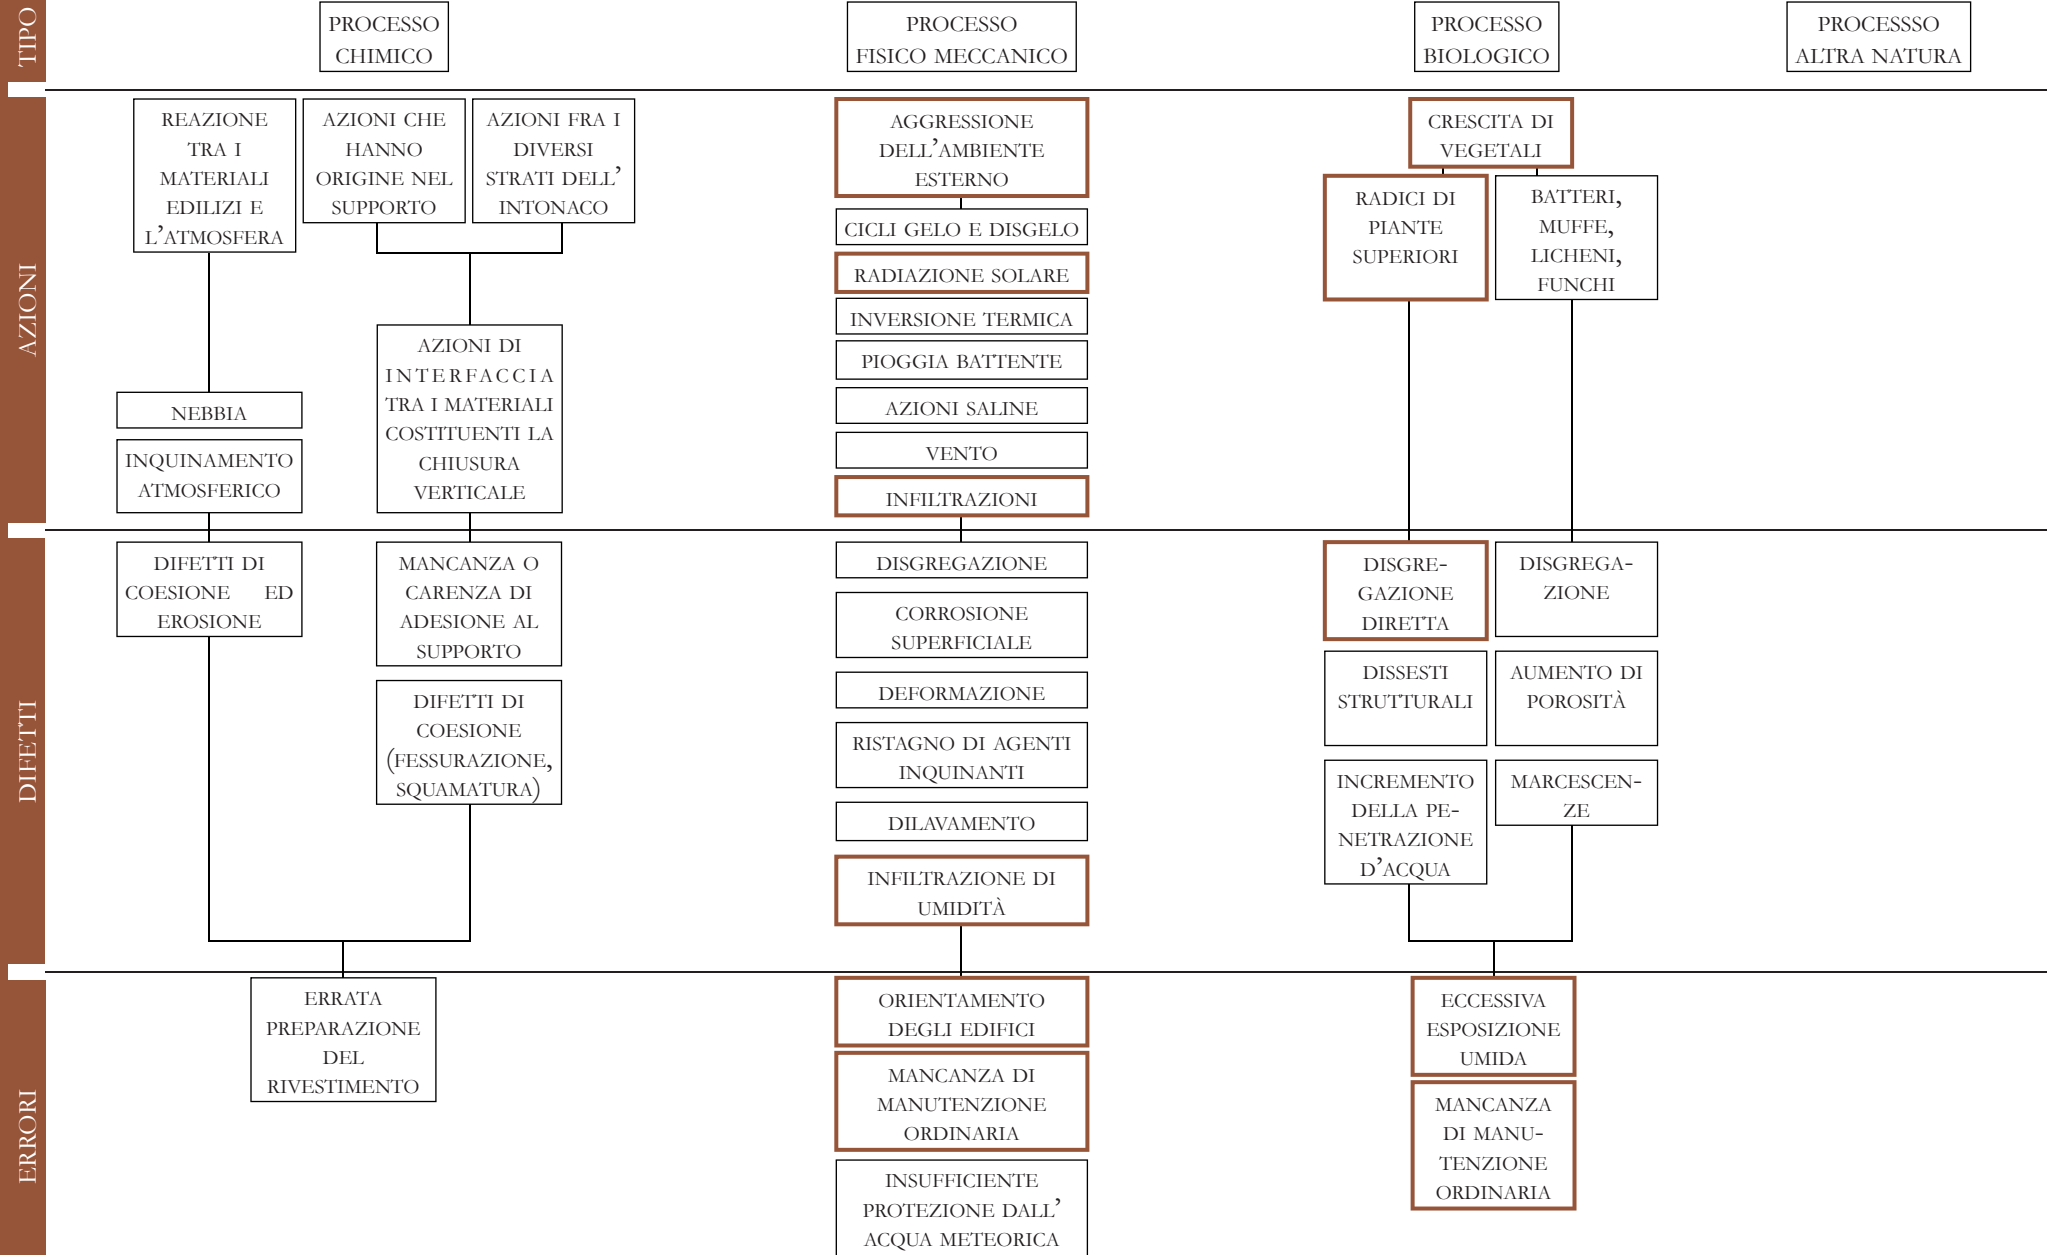 TIPO
PROCESSO
CHIMICO
PROCESSO
FISICO MECCANICO
PROCESSO
BIOLOGICO
PROCESSSO
ALTRA NATURA
AZIONI
REAZIONE
TRA I
MATERIALI
EDILIZI E
L’ATMOSFERA
AZIONI CHE
HANNO
ORIGINE NEL
SUPPORTO
AZIONI FRA I
DIVERSI
STRATI DELL’
INTONACO
NEBBIA
INQUINAMENTO
ATMOSFERICO
AZIONI DI
INTERFACCIA
TRA I MATERIALI
COSTITUENTI LA
CHIUSURA
VERTICALE
AGGRESSIONE
DELL’AMBIENTE
ESTERNO
CICLI GELO E DISGELO
RADIAZIONE SOLARE
INVERSIONE TERMICA
PIOGGIA BATTENTE
AZIONI SALINE
VENTO
INFILTRAZIONI
CRESCITA DI
VEGETALI
RADICI DI
PIANTE
SUPERIORI
BATTERI,
MUFFE,
LICHENI,
FUNCHI
DIFETTI
DIFETTI DI
COESIONE ED
EROSIONE
MANCANZA O
CARENZA DI
ADESIONE AL
SUPPORTO
DIFETTI DI
COESIONE
(FESSURAZIONE,
SQUAMATURA)
DISGREGAZIONE
CORROSIONE
SUPERFICIALE
DEFORMAZIONE
RISTAGNO DI AGENTI
INQUINANTI
DILAVAMENTO
INFILTRAZIONE DI
UMIDITÀ
DISGRE-
GAZIONE
DIRETTA
DISSESTI
STRUTTURALI
INCREMENTO
DELLA PE-
NETRAZIONE
D’ACQUA
DISGREGA-
ZIONE
AUMENTO DI
POROSITÀ
MARCESCEN-
ZE
ERRORI
ERRATA
PREPARAZIONE
DEL
RIVESTIMENTO
ORIENTAMENTO
DEGLI EDIFICI
MANCANZA DI
MANUTENZIONE
ORDINARIA
INSUFFICIENTE
PROTEZIONE DALL’
ACQUA METEORICA
ECCESSIVA
ESPOSIZIONE
UMIDA
MANCANZA
DI MANU-
TENZIONE
ORDINARIA